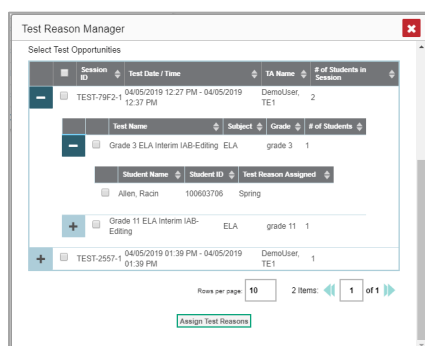 Test Reason Manager
Select Test Opportunities
Session ID Test Date / Time TA Name # of Students in Session
TEST-79F2-1 04/05/2019 12:27 PM - 04/05/2019 12:37 PM DemoUser, TE1 2
Test Name Subject Grade # of Students
Grade 3 ELA Interim IAB-Editing ELA grade 3 1
Student Name Student ID Test Reason Assigned
Allen, Racin 100603706 Spring
Grade 11 ELA Interim IAB-Editing ELA grade 11 1
TEST-2557-1 04/05/2019 01:39 PM - 04/05/2019 01:39 PM DemoUser, TE1 1
Rows per page: 10 2 Items: 1 of 1
Assign Test Reasons